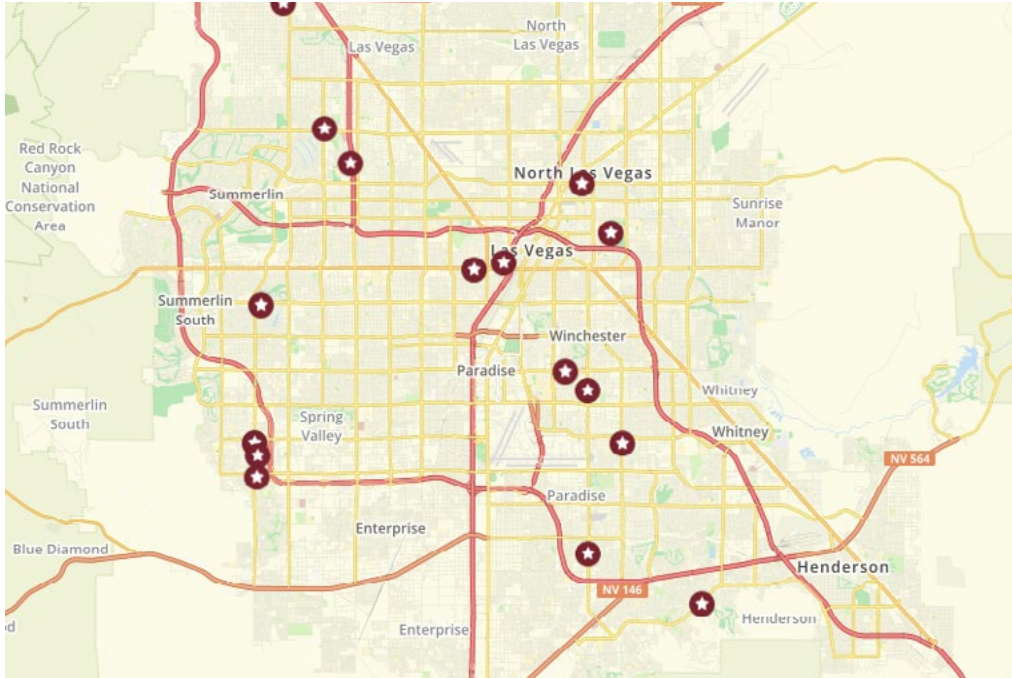 Las Vegas
North
Las Vegas
Red Rock
Canyon
National
Conservation
Area
North Las Vegas
Summerlin
Sunrise
Manor
Las Vegas
Summerlin
South
Winchester
Paradise
Whitney
Summerlin
South
Spring
Valley
Whitney
NV 564
Paradise
Enterprise
Blue Diamond
Henderson
NV 146
Henderson
Enterprise